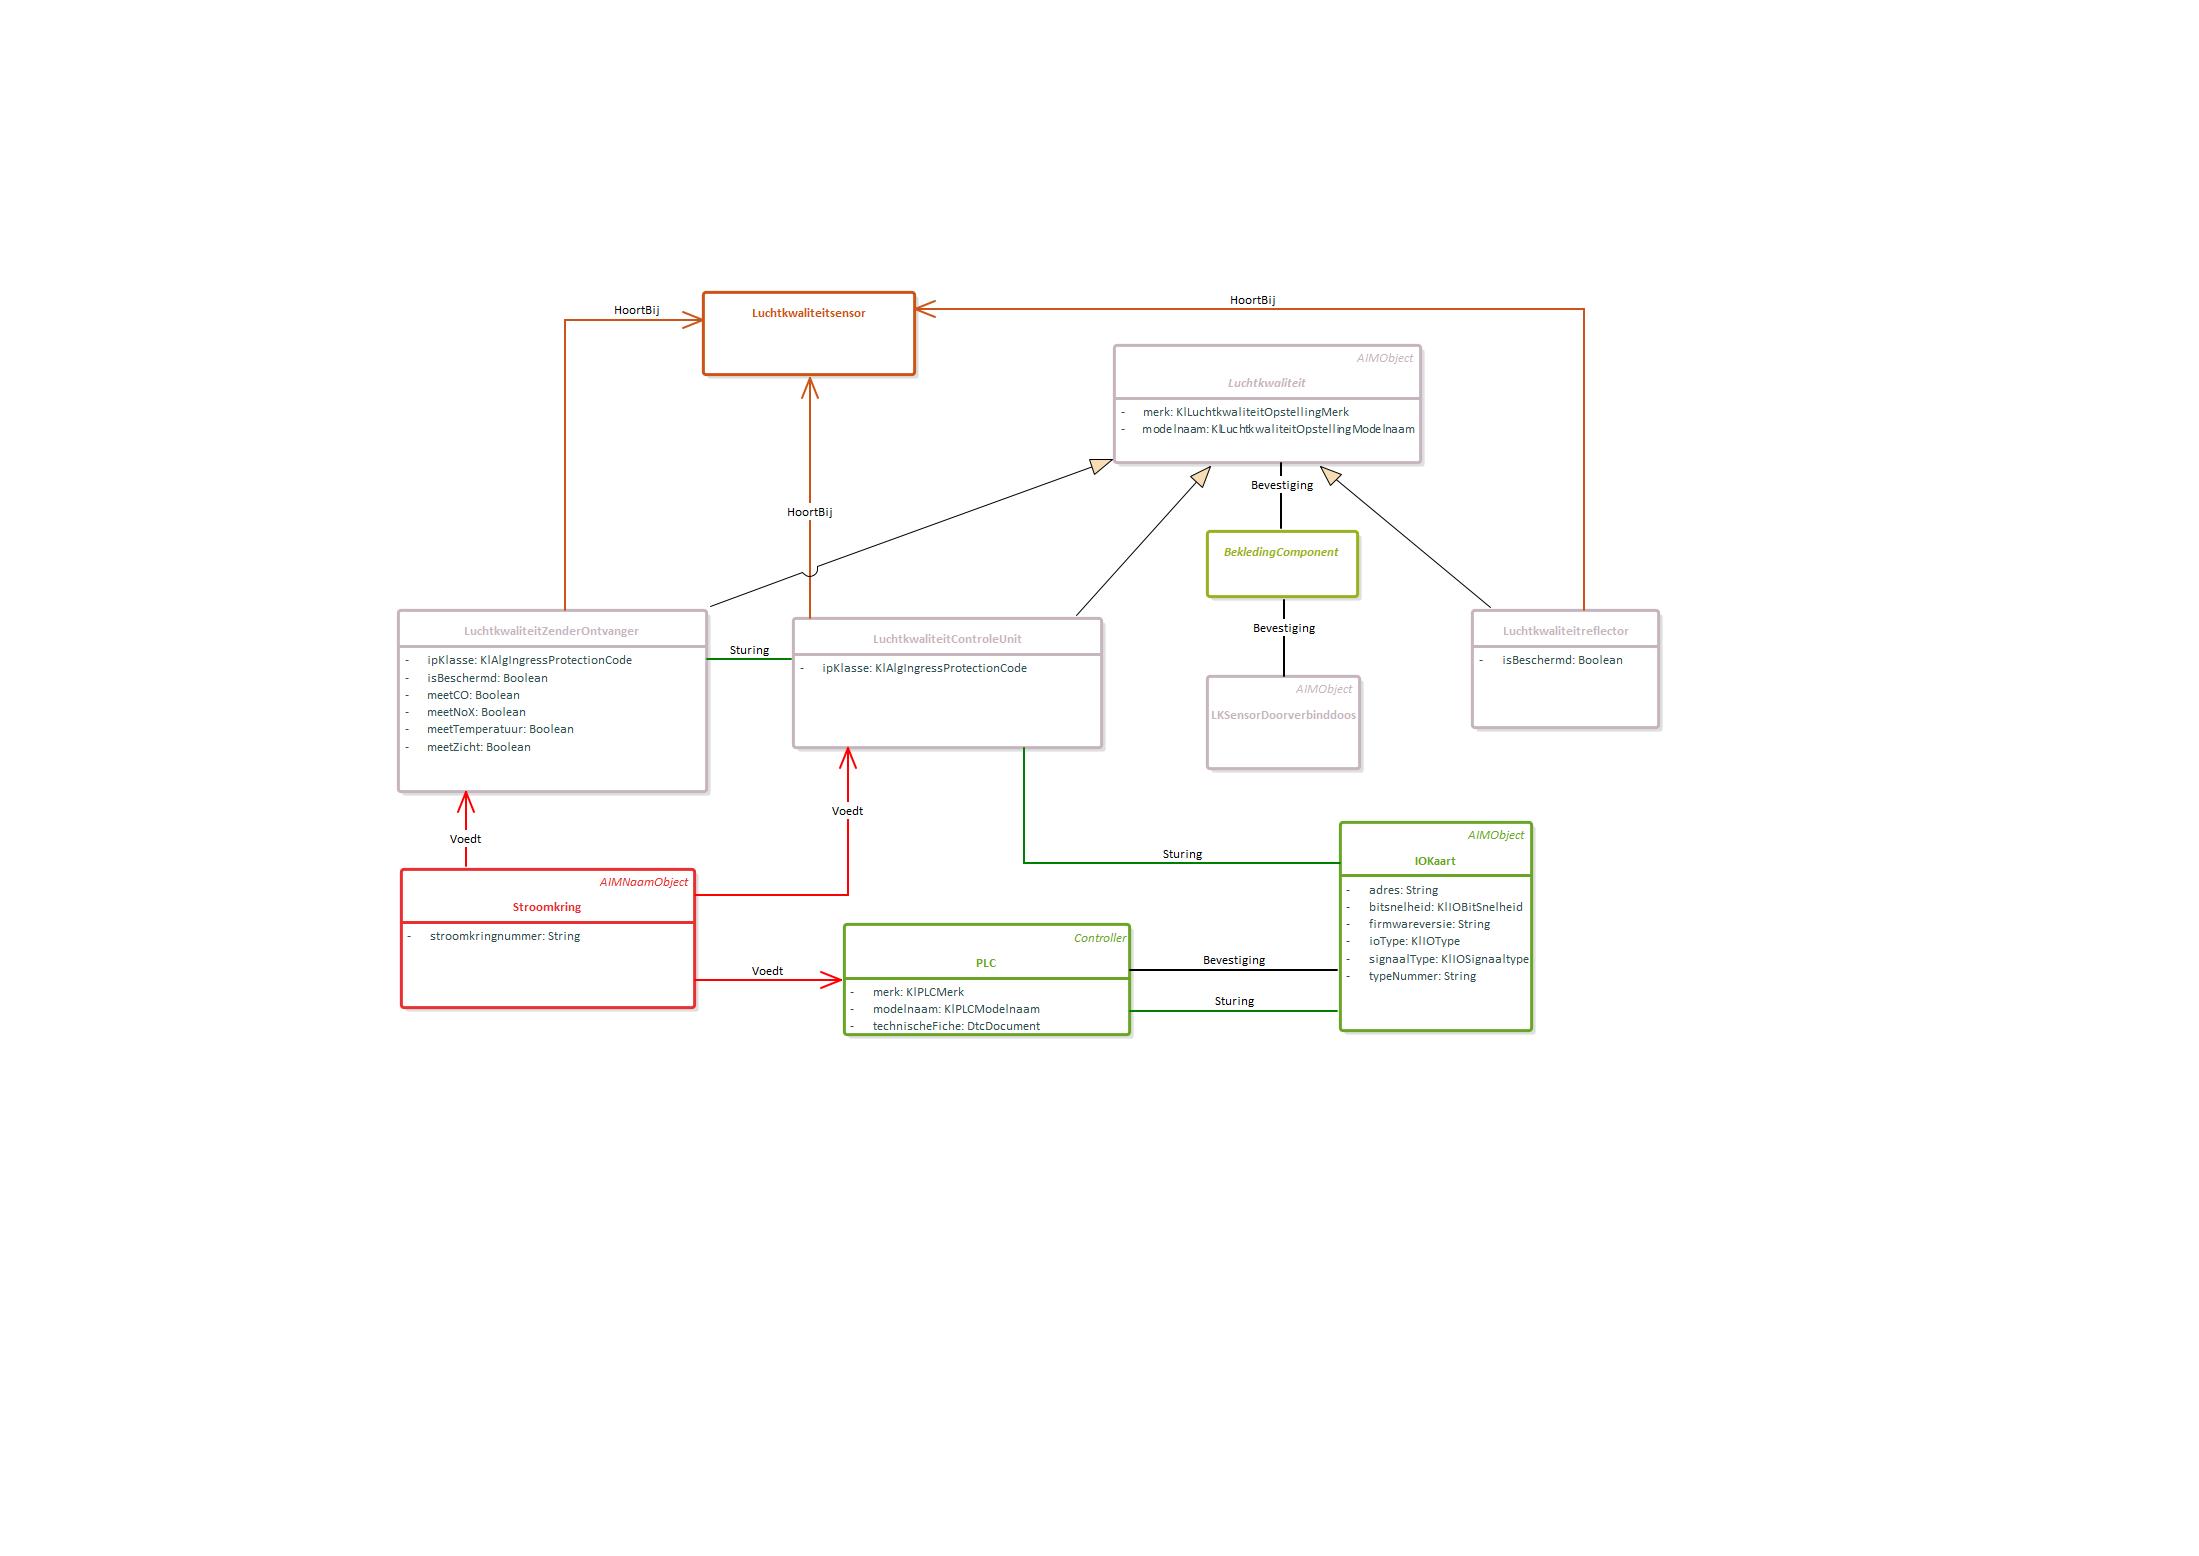 HoortBij
Luchtkwaliteitsensor
HoortBij
AIMObject
Luchtkwaliteit
- merk: KlLuchtkwaliteitOpstellingMerk
- modelnaam: KlLuchtkwaliteitOpstellingModelnaam
HoortBij
Bevestiging
BekledingComponent
Bevestiging
LuchtkwaliteitZenderOntvanger
- ipKlasse: KlAlgIngressProtectionCode
- isBeschermd: Boolean
- meetCO: Boolean
- meetNoX: Boolean
- meetTemperatuur: Boolean
- meetZicht: Boolean
Sturing
LuchtkwaliteitControleUnit
- ipKlasse: KlAlgIngressProtectionCode
AIMObject
LKSensorDoorverbinddoos
Luchtkwaliteitreflector
- isBeschermd: Boolean
Voedt
Voedt
Sturing
AIMNaamObject
Stroomkring
- stroomkringnummer: String
Voedt
Controller
PLC
- merk: KlPLCMerk
- modelnaam: KlPLCModelnaam
- technischeFiche: DtcDocument
Bevestiging
Sturing
AIMObject
IOKaart
- adres: String
- bitsnelheid: KlIOBitSnelheid
- firmwareversie: String
- ioType: KlIOType
- signaalType: KlIOSignaaltype
- typeNummer: String